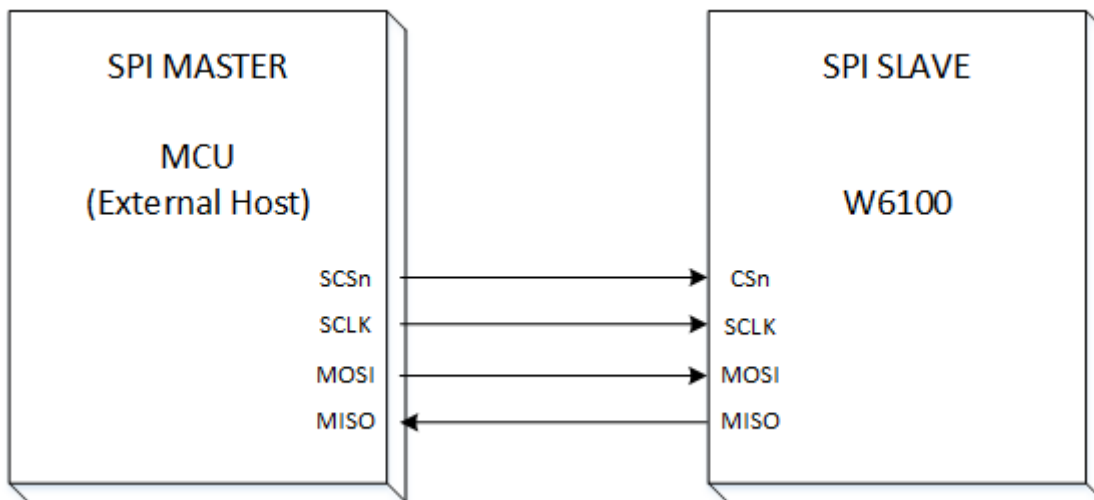 SPI MASTER
MCU
(External Host)
SCSn
SCLK
MOSI
MISO
SPI SLAVE
W6100
CSn
SCLK
MOSI
MISO